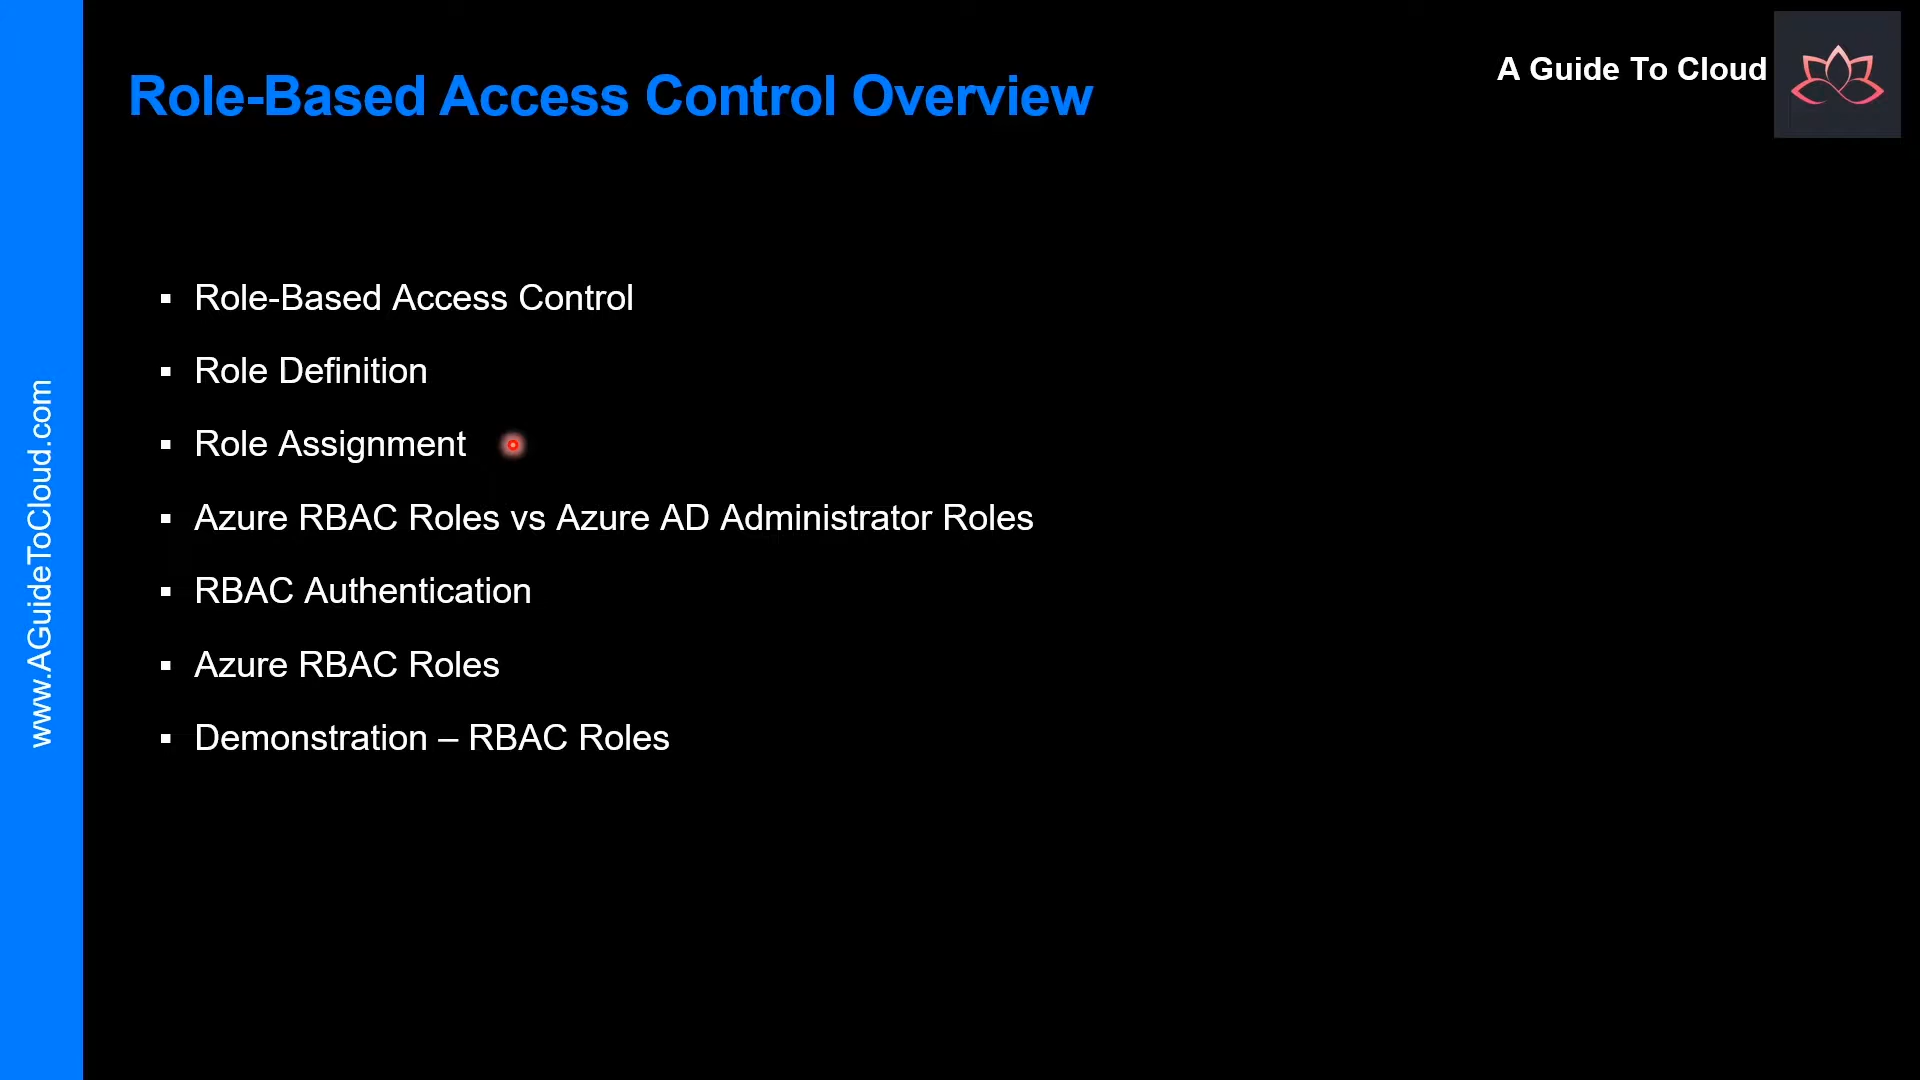 Role-Based Access Control Overview
A Guide To Cloud
▪ Role-Based Access Control
▪ Role Definition
▪ Role Assignment
▪ Azure RBAC Roles vs Azure AD Administrator Roles
▪ RBAC Authentication
▪ Azure RBAC Roles
▪ Demonstration – RBAC Roles
www.AGuideToCloud.com